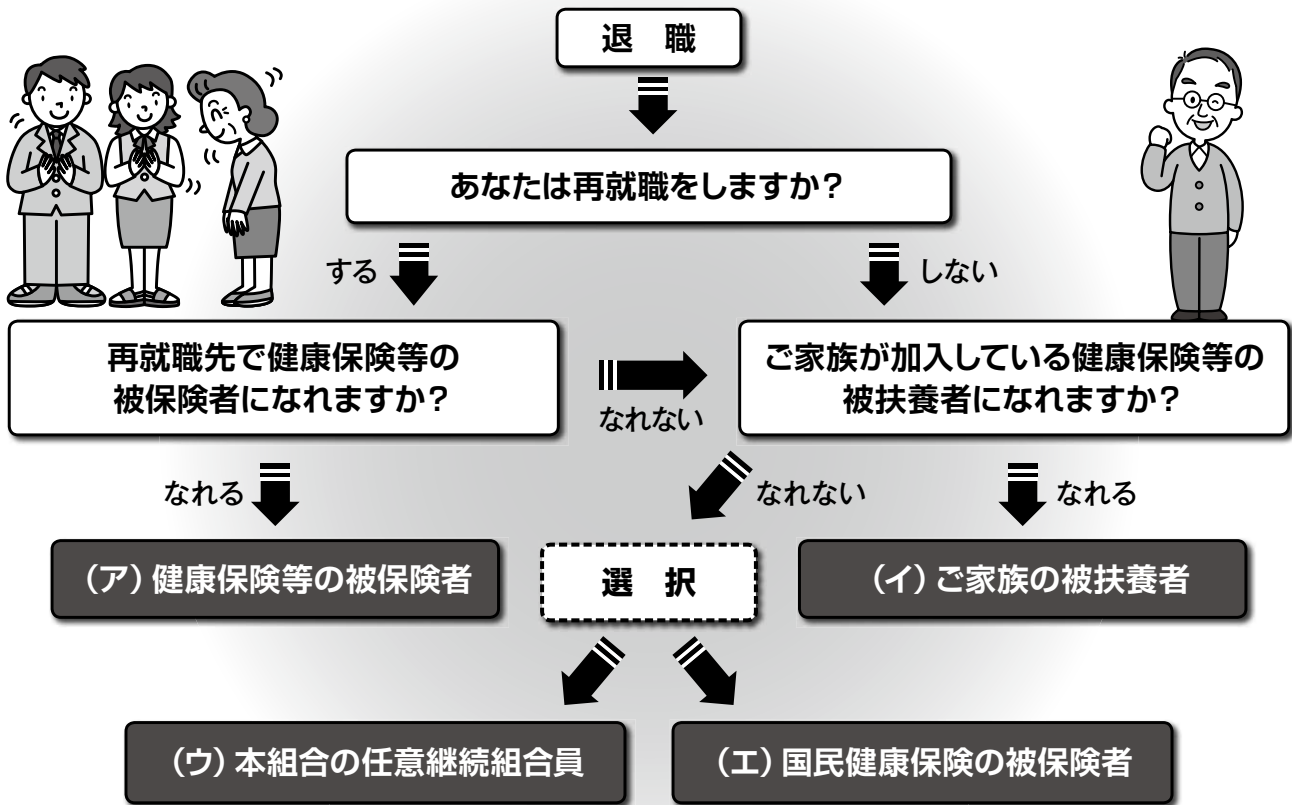 退　職
あなたは再就職をしますか？
する
しない
再就職先で健康保険等の
被保険者になれますか？
なれない
ご家族が加入している健康保険等の
被扶養者になれますか？
なれる
なれない
なれる
（ア）健康保険等の被保険者
選　択
（イ）ご家族の被扶養者
（ウ）本組合の任意継続組合員
（エ）国民健康保険の被保険者